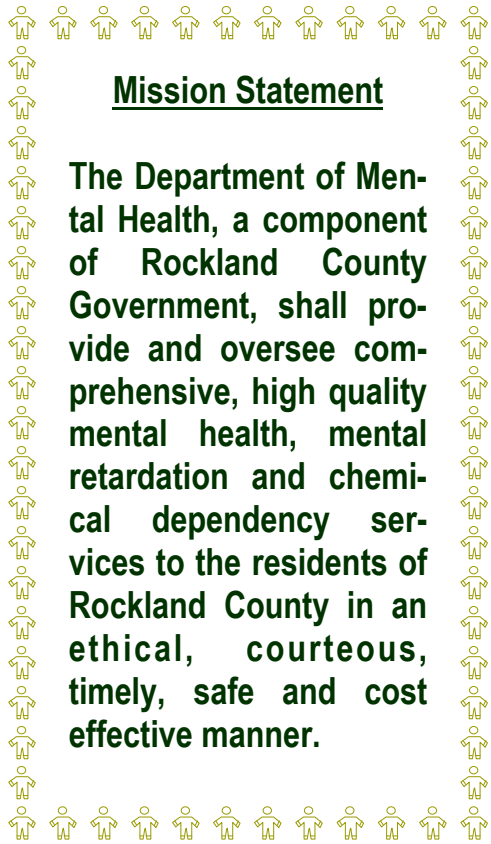 Mission Statement
The Department of Men-
tal Health, a component
of Rockland County
Government, shall pro-
vide and oversee com-
prehensive, high quality
mental health, mental
retardation and chemi-
cal dependency ser-
vices to the residents of
Rockland County in an
ethical, courteous,
timely, safe and cost
effective manner.